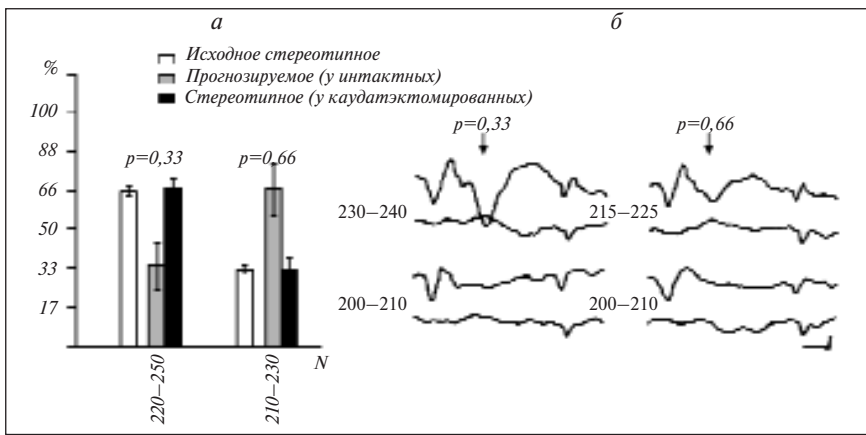 а
б
Исходное стереотипное
Прогнозируемое (у интактных)
Стереотипное (у каудатэктомированных)
%
100
88
66
50
33
17
p=0,33
p=0,66
220–250
210–230
N
p=0,33
p=0,66
230–240
215–225
200–210
200–210